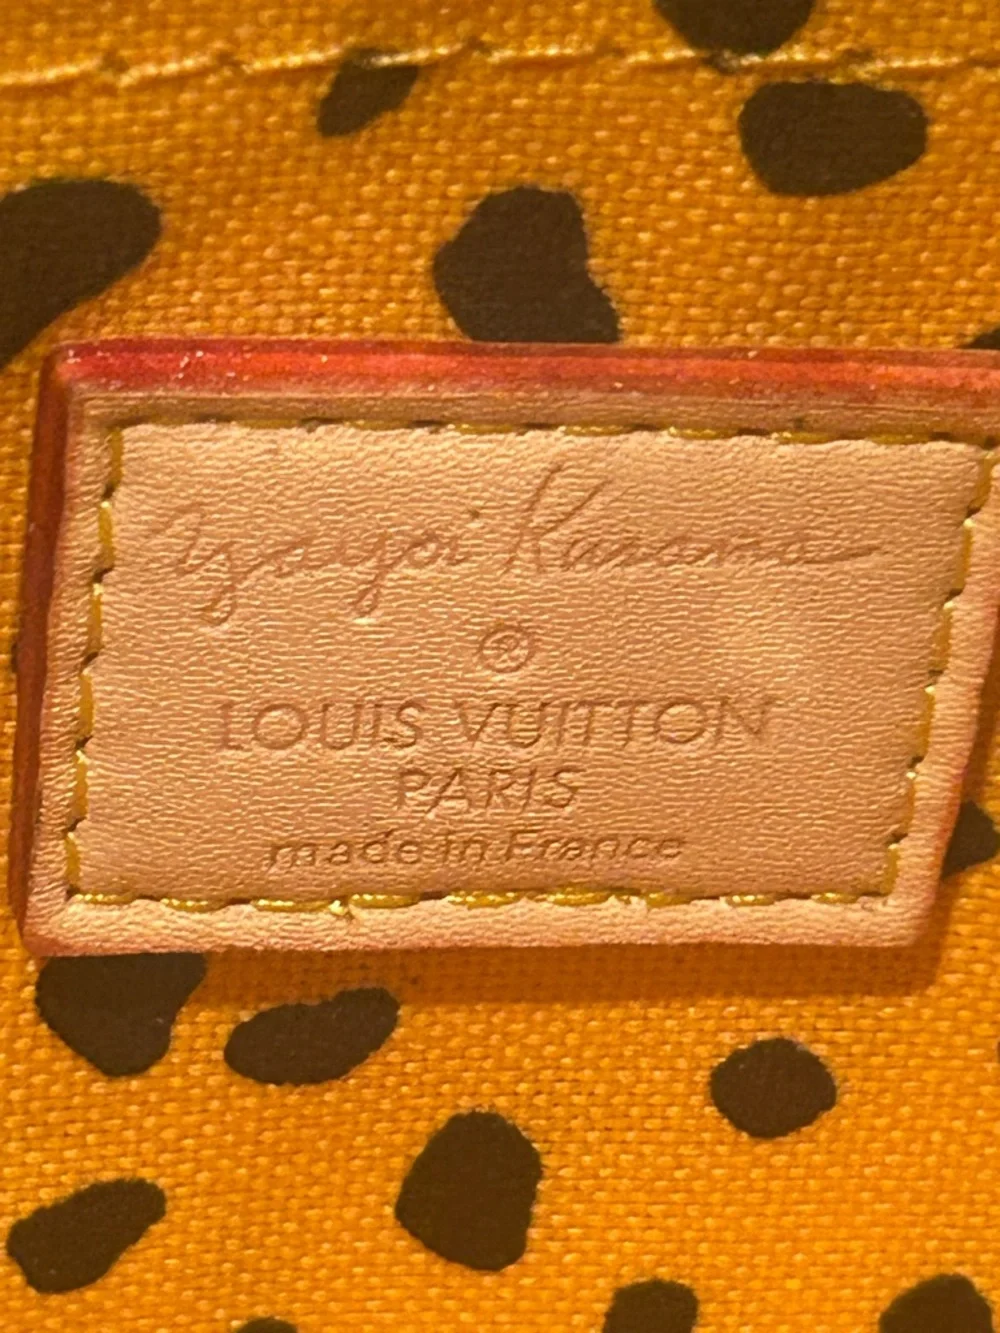 Yayoi Kusama
®
LOUIS VUITTON
PARIS
made in France